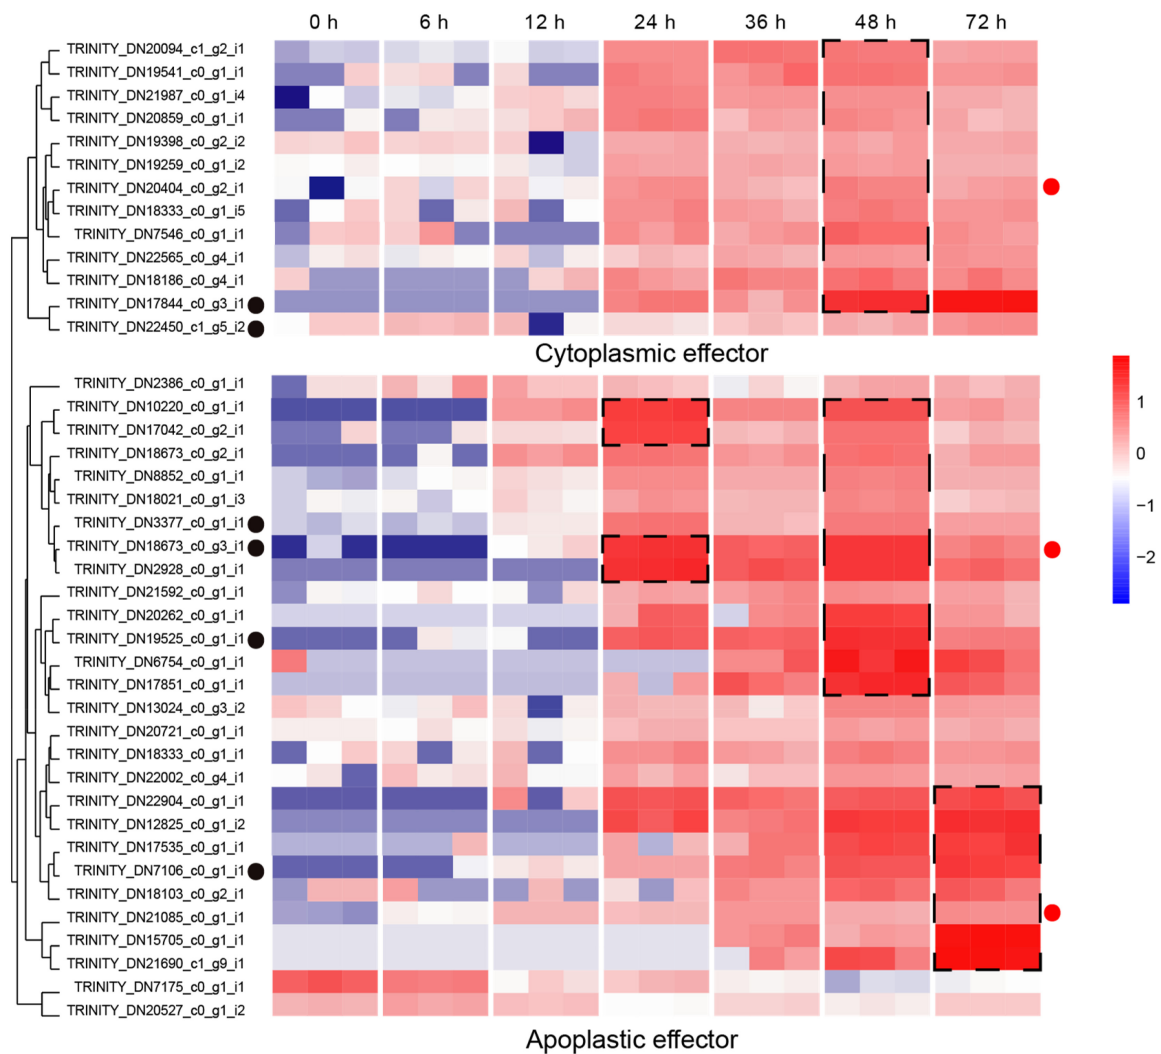 0 h 6 h 12 h 24 h 36 h 48 h 72 h
TRINITY_DN20094_c1_g2_i1
TRINITY_DN19541_c0_g1_i1
TRINITY_DN21987_c0_g1_i4
TRINITY_DN20859_c0_g1_i1
TRINITY_DN19398_c0_g2_i2
TRINITY_DN19259_c0_g1_i2
TRINITY_DN20404_c0_g2_i1
TRINITY_DN18333_c0_g1_i5
TRINITY_DN7546_c0_g1_i1
TRINITY_DN22565_c0_g4_i1
TRINITY_DN18186_c0_g4_i1
TRINITY_DN17844_c0_g3_i1
TRINITY_DN22450_c1_g5_i2
Cytoplasmic effector
TRINITY_DN2386_c0_g1_i1
TRINITY_DN10220_c0_g1_i1
TRINITY_DN17042_c0_g2_i1
TRINITY_DN18673_c0_g2_i1
TRINITY_DN8852_c0_g1_i1
TRINITY_DN18021_c0_g1_i3
TRINITY_DN3377_c0_g1_i1
TRINITY_DN18673_c0_g3_i1
TRINITY_DN2928_c0_g1_i1
TRINITY_DN21592_c0_g1_i1
TRINITY_DN20262_c0_g1_i1
TRINITY_DN19525_c0_g1_i1
TRINITY_DN6754_c0_g1_i1
TRINITY_DN17851_c0_g1_i1
TRINITY_DN13024_c0_g3_i2
TRINITY_DN20721_c0_g1_i1
TRINITY_DN18333_c0_g1_i1
TRINITY_DN22002_c0_g4_i1
TRINITY_DN22904_c0_g1_i1
TRINITY_DN12825_c0_g1_i2
TRINITY_DN17535_c0_g1_i1
TRINITY_DN7106_c0_g1_i1
TRINITY_DN18103_c0_g2_i1
TRINITY_DN21085_c0_g1_i1
TRINITY_DN15705_c0_g1_i1
TRINITY_DN21690_c1_g9_i1
TRINITY_DN7175_c0_g1_i1
TRINITY_DN20527_c0_g1_i2
Apoplastic effector
1
0
−1
−2